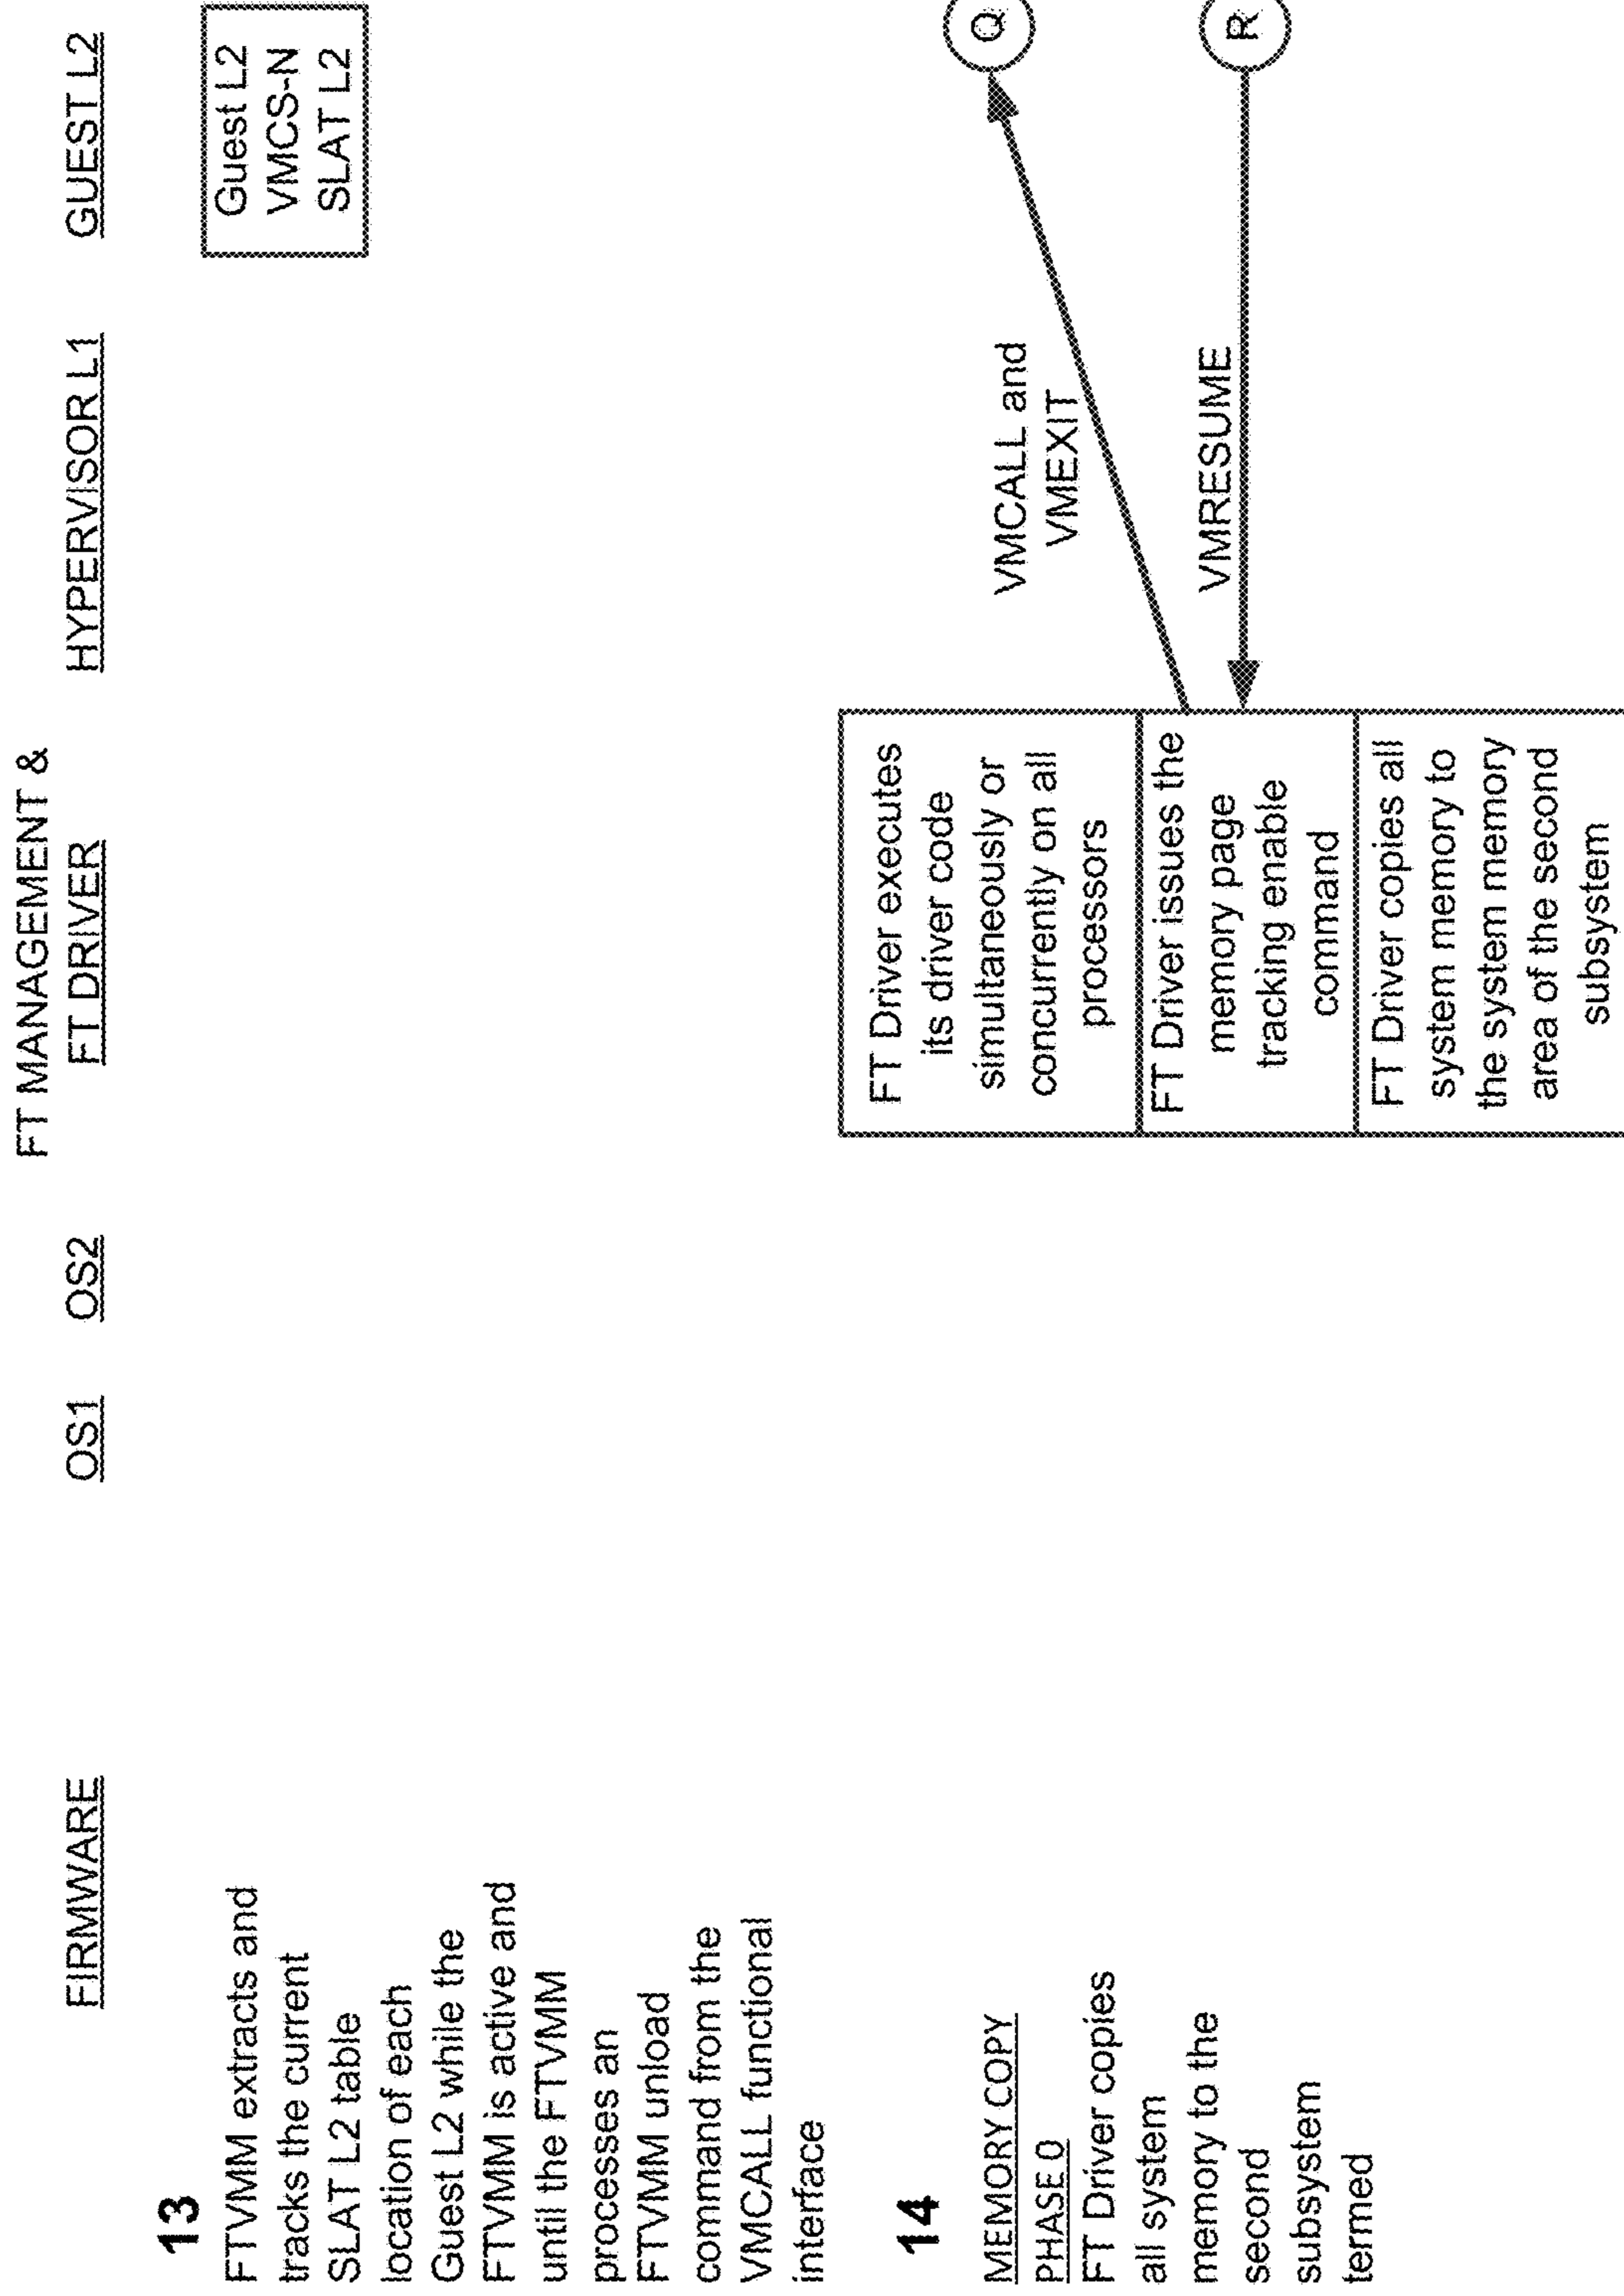 FIRMWARE
OS1
OS2
FT MANAGEMENT &
FT DRIVER
HYPERVISOR L1
GUEST L2
13
FTVMM extracts and
tracks the current
SLAT L2 table
location of each
Guest L2 while the
FTVMM is active and
until the FTVMM
processes an
FTVMM unload
command from the
VMCALL functional
interface
Guest L2
VMCS-N
SLAT L2
14
MEMORY COPY
PHASE 0
FT Driver copies
all system
memory to the
second
subsystem
termed
FT Driver executes
its driver code
simultaneously or
concurrently on all
processors
FT Driver issues the
memory page
tracking enable
command
FT Driver copies all
system memory to
the system memory
area of the second
subsystem
VMCALL and
VMEXIT
Q
VMRESUME
R